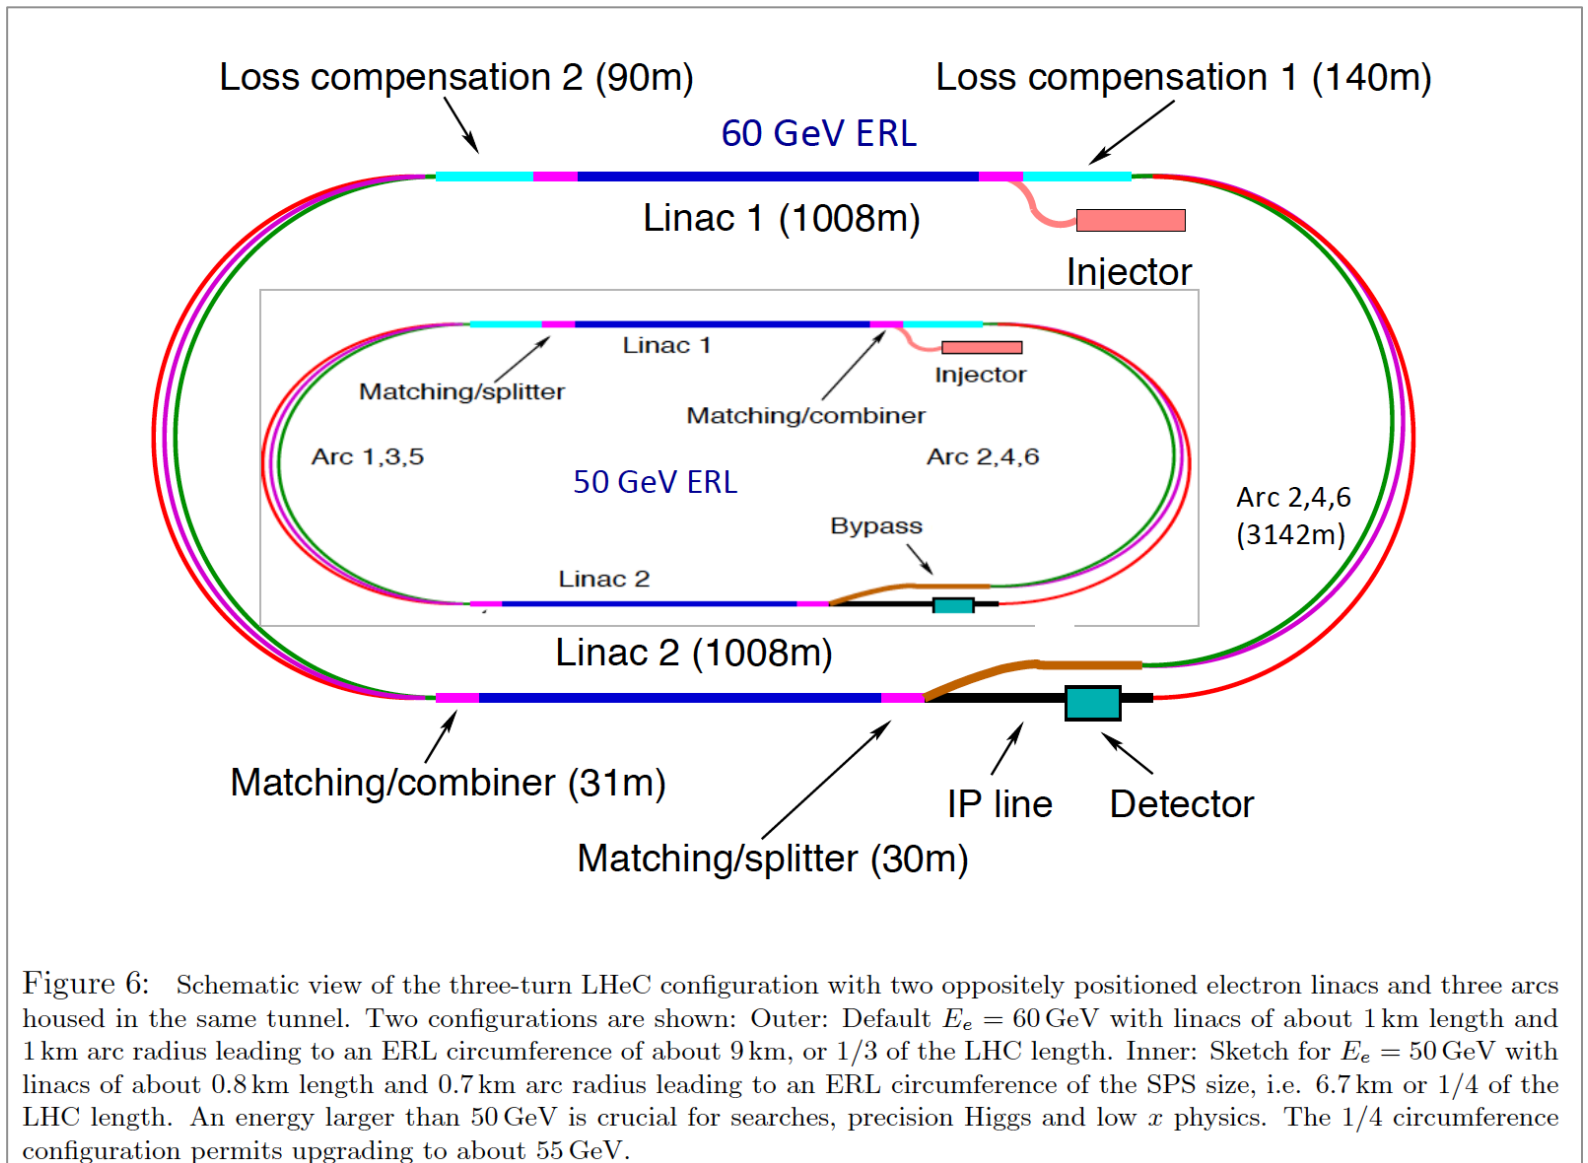 Loss compensation 2 (90m)
Loss compensation 1 (140m)
60 GeV ERL
Linac 1 (1008m)
Injector
Linac 1
Injector
Matching/splitter
Matching/combiner
Arc 1,3,5
Arc 2,4,6
50 GeV ERL
Arc 2,4,6
(3142m)
Bypass
Linac 2
Linac 2 (1008m)
Matching/combiner (31m)
IP line
Detector
Matching/splitter (30m)
Figure 6: Schematic view of the three-turn LHeC configuration with two oppositely positioned electron linacs and three arcs
housed in the same tunnel. Two configurations are shown: Outer: Default E_e = 60 GeV with linacs of about 1 km length and
1 km arc radius leading to an ERL circumference of about 9 km, or 1/3 of the LHC length. Inner: Sketch for E_e = 50 GeV with
linacs of about 0.8 km length and 0.7 km arc radius leading to an ERL circumference of the SPS size, i.e. 6.7 km or 1/4 of the
LHC length. An energy larger than 50 GeV is crucial for searches, precision Higgs and low x physics. The 1/4 circumference
configuration permits upgrading to about 55 GeV.